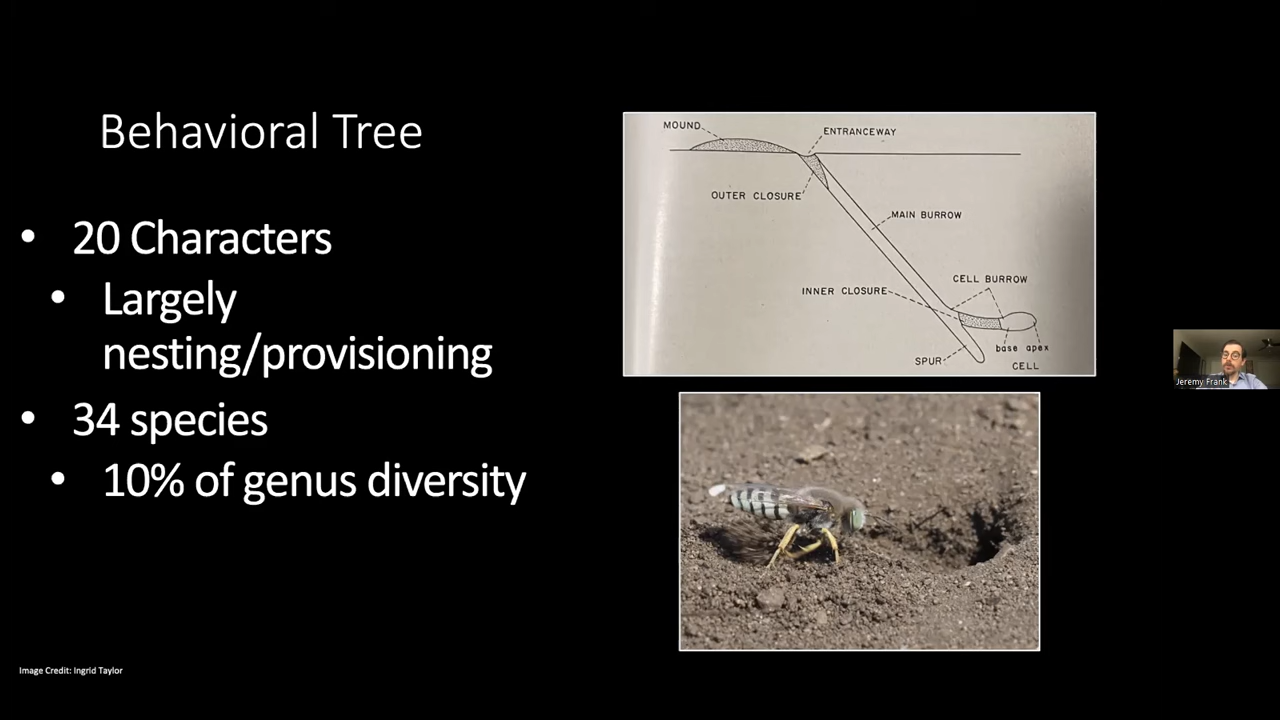 Behavioral Tree
• 20 Characters
• Largely
nesting/provisioning
• 34 species
• 10% of genus diversity
MOUND
ENTRANCEWAY
OUTER CLOSURE
MAIN BURROW
CELL BURROW
INNER CLOSURE
base apex
SPUR
CELL
Jeremy Frank
Image Credit: Ingrid Taylor